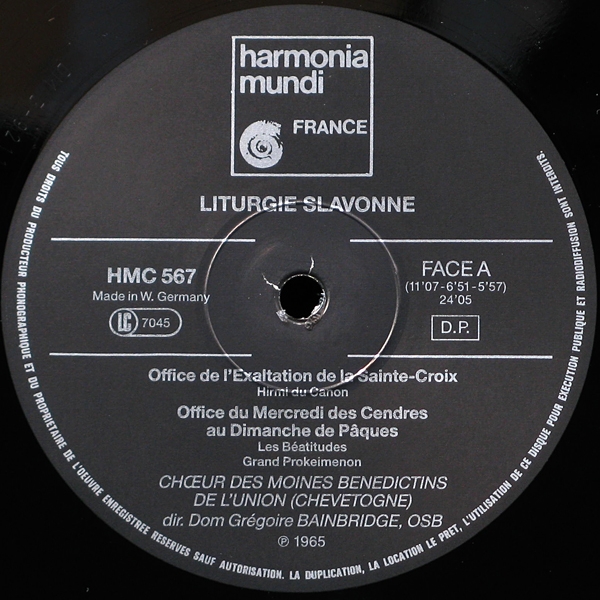 harmonia
mundi
FRANCE
LITURGIE SLAVONNE
HMC 567
Made in W. Germany
LC 7045
FACE A
(11'07-6'51-5'57)
24'05
D.P.
Office de l'Exaltation de la Sainte-Croix
Hirmi du Canon
Office du Mercredi des Cendres
au Dimanche de Pâques
Les Béatitudes
Grand Prokeimenon
CHŒUR DES MOINES BENEDICTINS
DE L'UNION (CHEVETOGNE)
dir. Dom Grégoire BAINBRIDGE, OSB
℗ 1965
TOUS DROITS DU PRODUCTEUR PHONOGRAPHIQUE ET DU PROPRIETAIRE DE L'OEUVRE ENREGISTREE RESERVES SAUF AUTORISATION. LA DUPLICATION, LA LOCATION LE PRET, L'UTILISATION DE CE DISQUE POUR EXECUTION PUBLIQUE ET RADIODIFFUSION SONT INTERDITS.